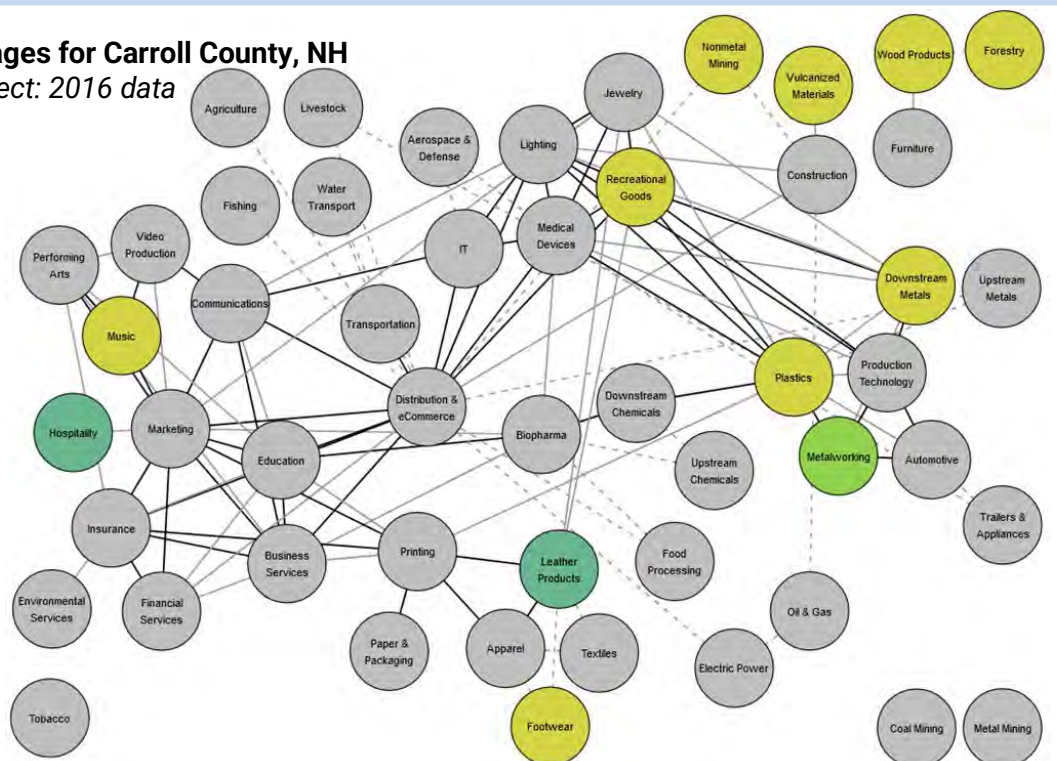 ages for Carroll County, NH
ect: 2016 data
Nonmetal
Mining
Wood Products
Forestry
Vulcanized
Materials
Jewelry
Agriculture
Livestock
Aerospace &
Defense
Lighting
Furniture
Construction
Recreational
Goods
Fishing
Water
Transport
Medical
Devices
IT
Video
Production
Performing
Arts
Communications
Downstream
Metals
Upstream
Metals
Transportation
Music
Production
Technology
Plastics
Distribution &
eCommerce
Downstream
Chemicals
Hospitality
Marketing
Biopharma
Education
Metalworking
Automotive
Upstream
Chemicals
Insurance
Trailers &
Appliances
Printing
Business
Services
Leather
Products
Food
Processing
Environmental
Services
Financial
Services
Oil & Gas
Paper &
Packaging
Apparel
Textiles
Electric Power
Tobacco
Footwear
Coal Mining
Metal Mining